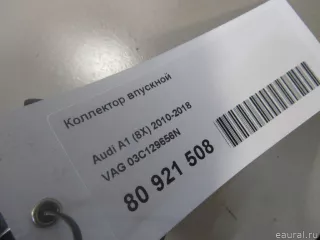 Коллектор впускной
Audi A1 (8X) 2010-2018
VAG 03C129656N
80 921 508
eaural.ru